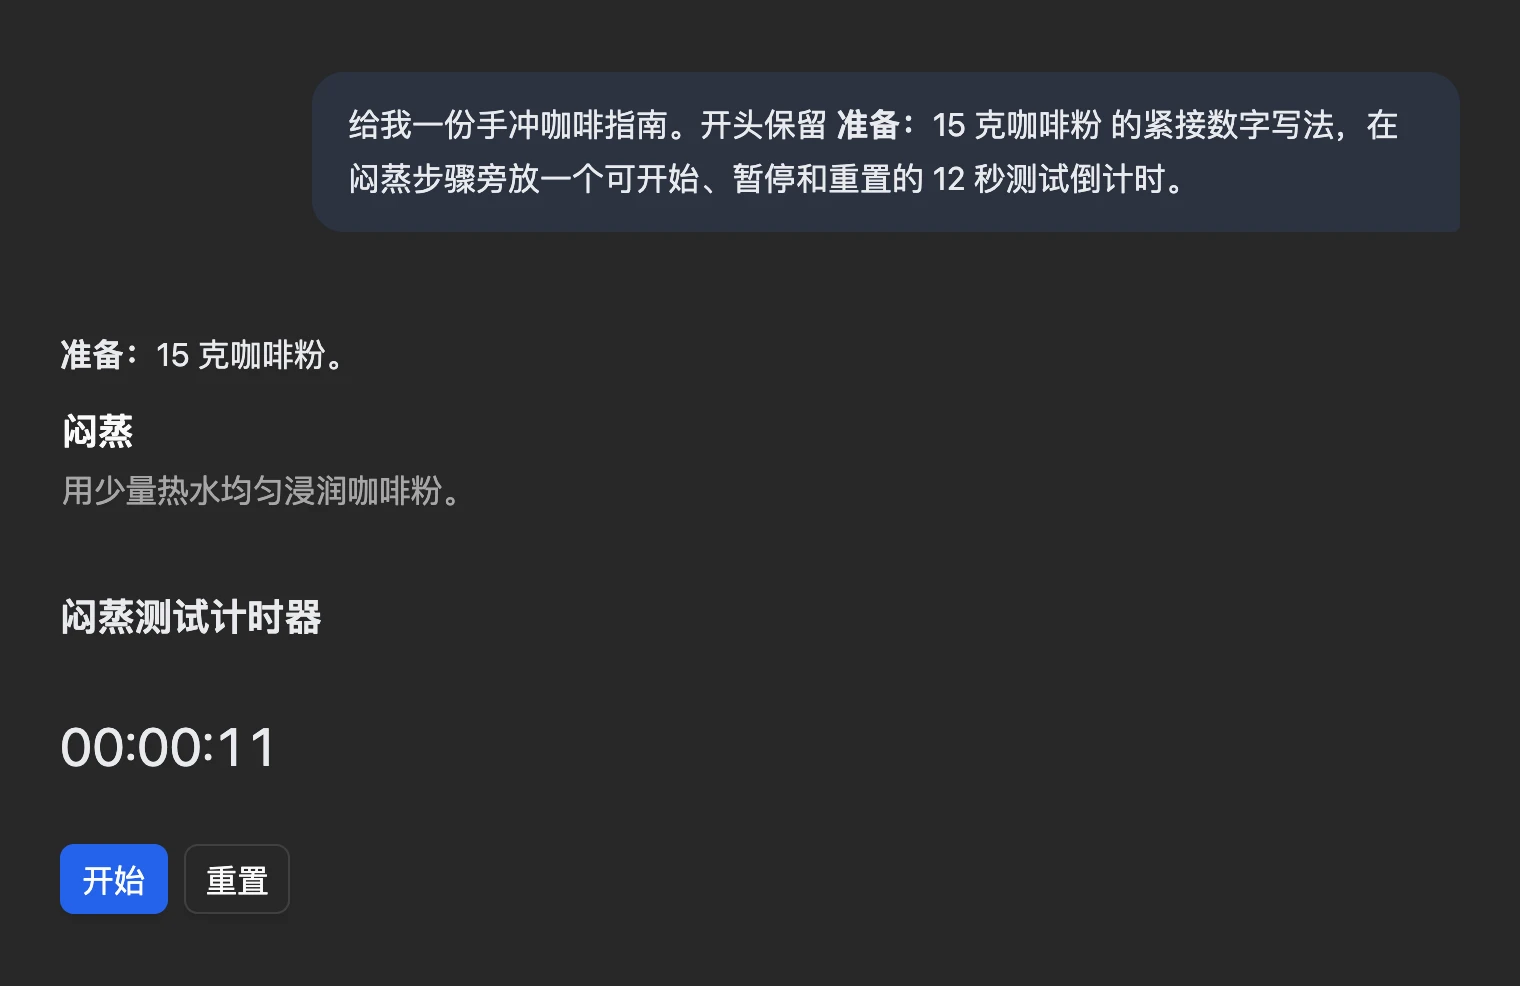 给我一份手冲咖啡指南。开头保留 准备：15 克咖啡粉 的紧接数字写法，在
闷蒸步骤旁放一个可开始、暂停和重置的 12 秒测试倒计时。
准备：15 克咖啡粉。
闷蒸
用少量热水均匀浸润咖啡粉。
闷蒸测试计时器
00:00:11
开始
重置